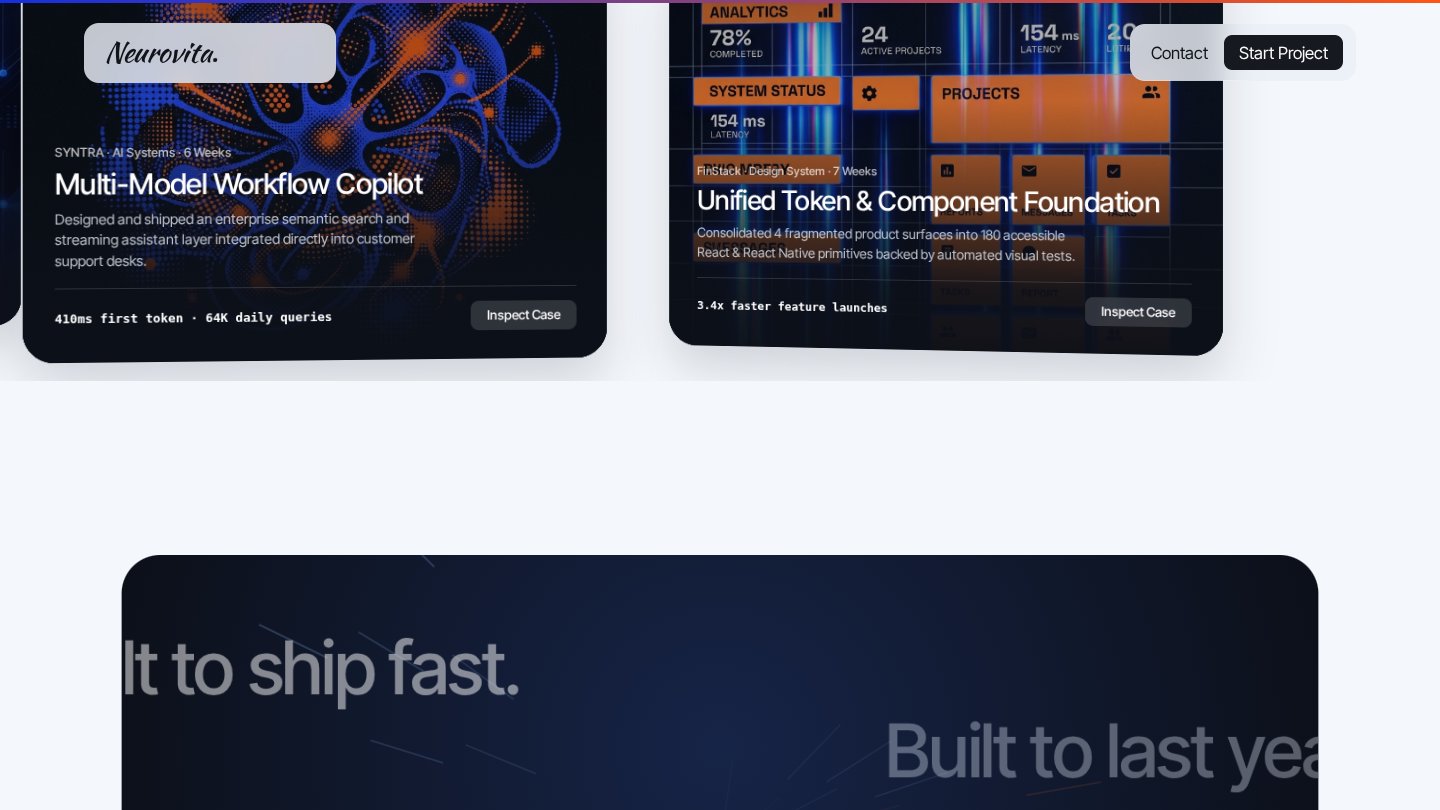 Neurovita.
Contact
Start Project
SYNTRA · AI Systems · 6 Weeks
Multi-Model Workflow Copilot
Designed and shipped an enterprise semantic search and
streaming assistant layer integrated directly into customer
support desks.
410ms first token · 64K daily queries
Inspect Case
ANALYTICS
78%
COMPLETED
24
ACTIVE PROJECTS
154 ms
LATENCY
SYSTEM STATUS
154 ms
LATENCY
PROJECTS
FinStack · Design System · 7 Weeks
Unified Token & Component Foundation
Consolidated 4 fragmented product surfaces into 180 accessible
React & React Native primitives backed by automated visual tests.
3.4x faster feature launches
Inspect Case
lt to ship fast.
Built to last yea